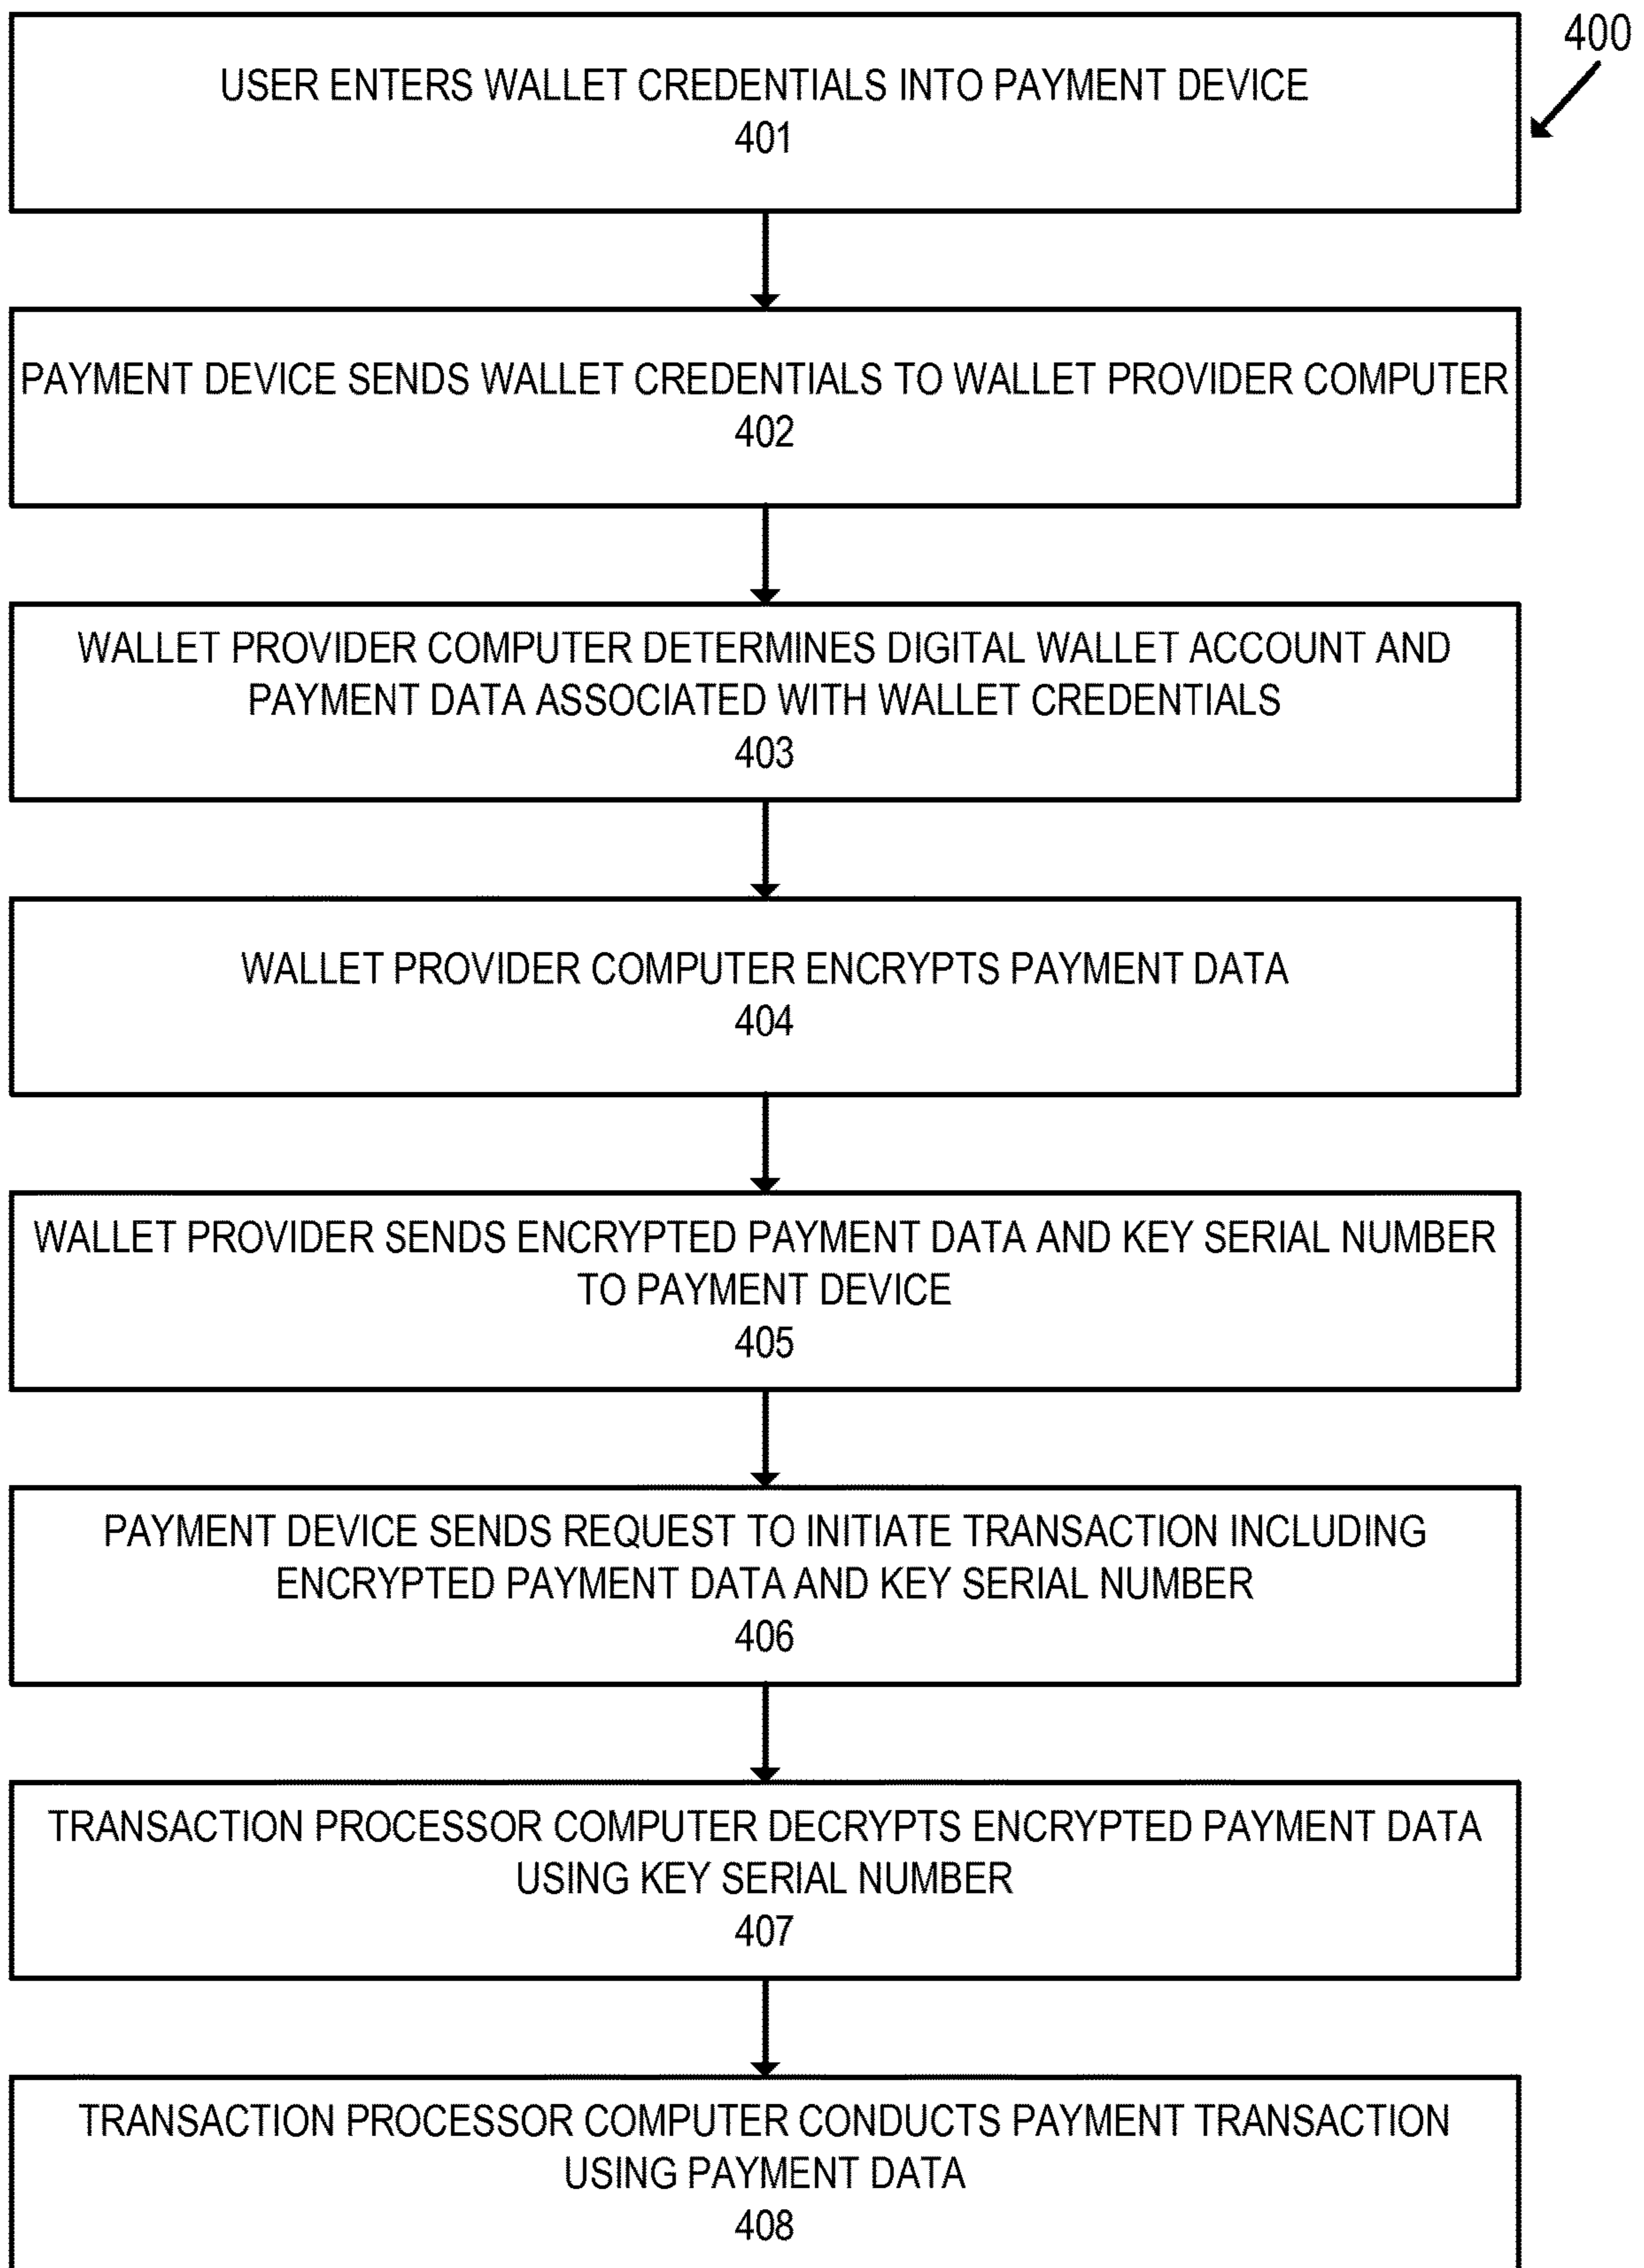 400
USER ENTERS WALLET CREDENTIALS INTO PAYMENT DEVICE
401
PAYMENT DEVICE SENDS WALLET CREDENTIALS TO WALLET PROVIDER COMPUTER
402
WALLET PROVIDER COMPUTER DETERMINES DIGITAL WALLET ACCOUNT AND
PAYMENT DATA ASSOCIATED WITH WALLET CREDENTIALS
403
WALLET PROVIDER COMPUTER ENCRYPTS PAYMENT DATA
404
WALLET PROVIDER SENDS ENCRYPTED PAYMENT DATA AND KEY SERIAL NUMBER
TO PAYMENT DEVICE
405
PAYMENT DEVICE SENDS REQUEST TO INITIATE TRANSACTION INCLUDING
ENCRYPTED PAYMENT DATA AND KEY SERIAL NUMBER
406
TRANSACTION PROCESSOR COMPUTER DECRYPTS ENCRYPTED PAYMENT DATA
USING KEY SERIAL NUMBER
407
TRANSACTION PROCESSOR COMPUTER CONDUCTS PAYMENT TRANSACTION
USING PAYMENT DATA
408